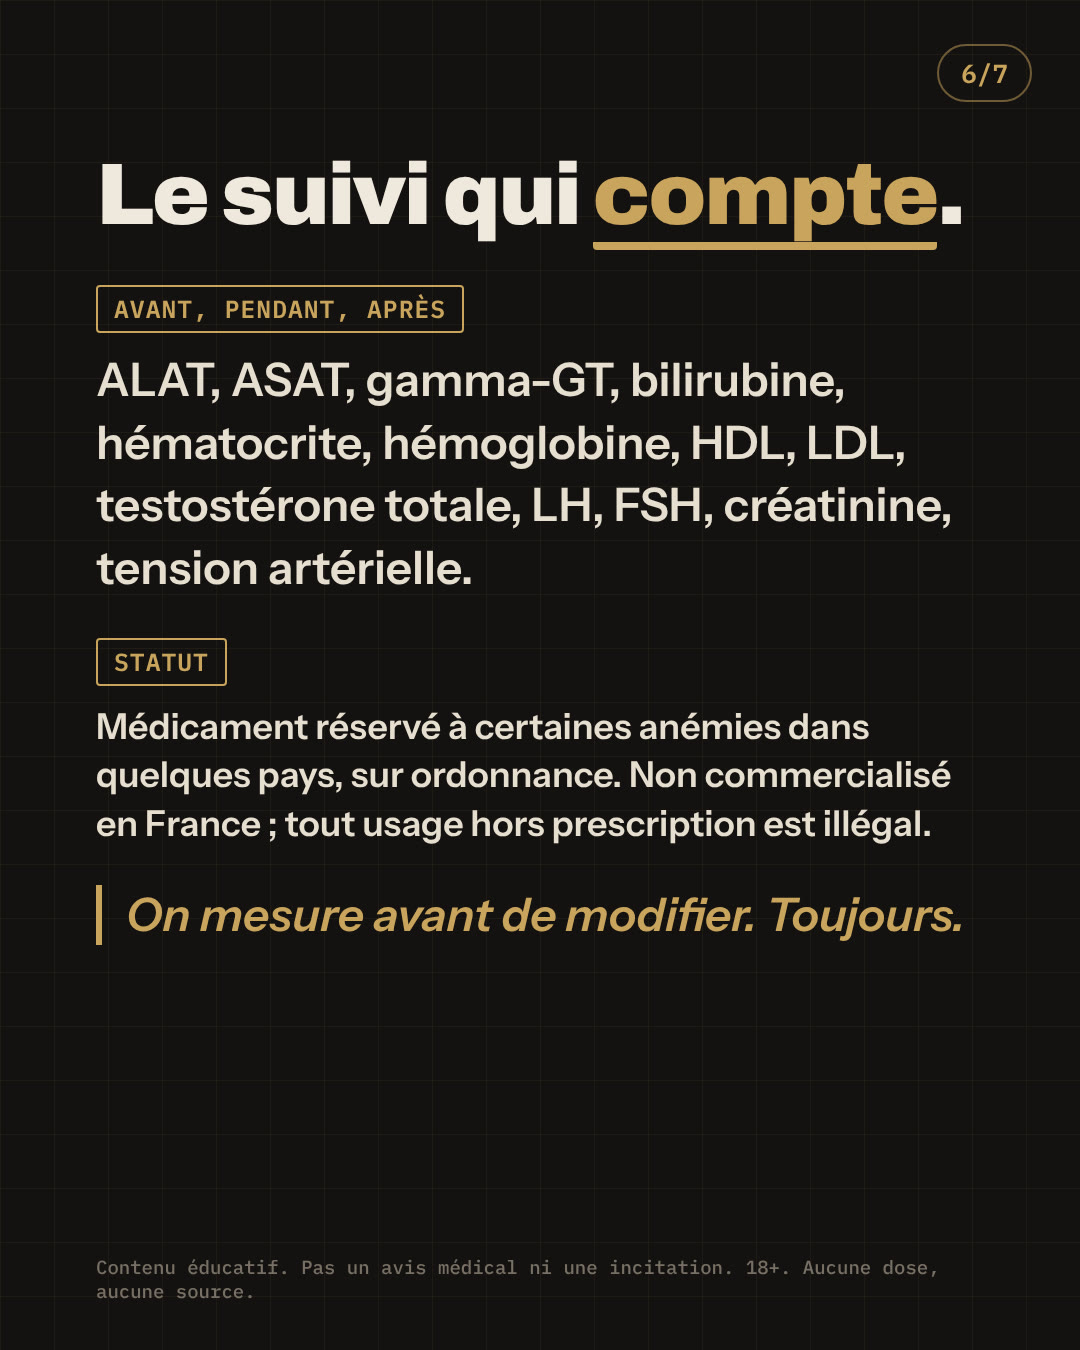 6/7
Le suivi qui compte.
AVANT, PENDANT, APRÈS
ALAT, ASAT, gamma-GT, bilirubine,
hématocrite, hémoglobine, HDL, LDL,
testostérone totale, LH, FSH, créatinine,
tension artérielle.
STATUT
Médicament réservé à certaines anémies dans
quelques pays, sur ordonnance. Non commercialisé
en France ; tout usage hors prescription est illégal.
On mesure avant de modifier. Toujours.
Contenu éducatif. Pas un avis médical ni une incitation. 18+. Aucune dose,
aucune source.